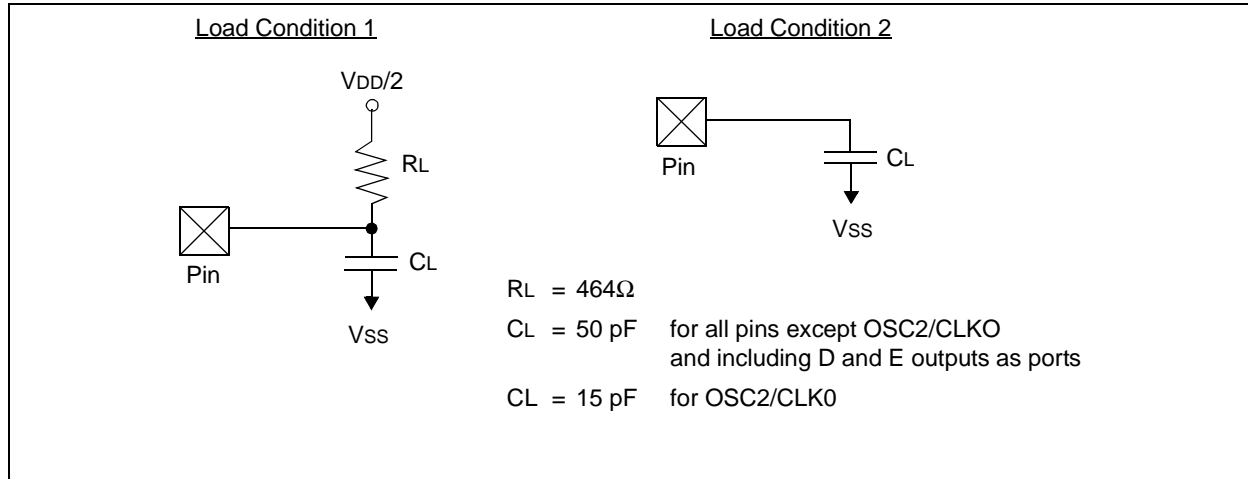 Load Condition 1
VDD/2
RL
Pin
CL
VSS
Load Condition 2
Pin
CL
VSS
RL = 464Ω
CL = 50 pF for all pins except OSC2/CLKO
and including D and E outputs as ports
CL = 15 pF for OSC2/CLK0